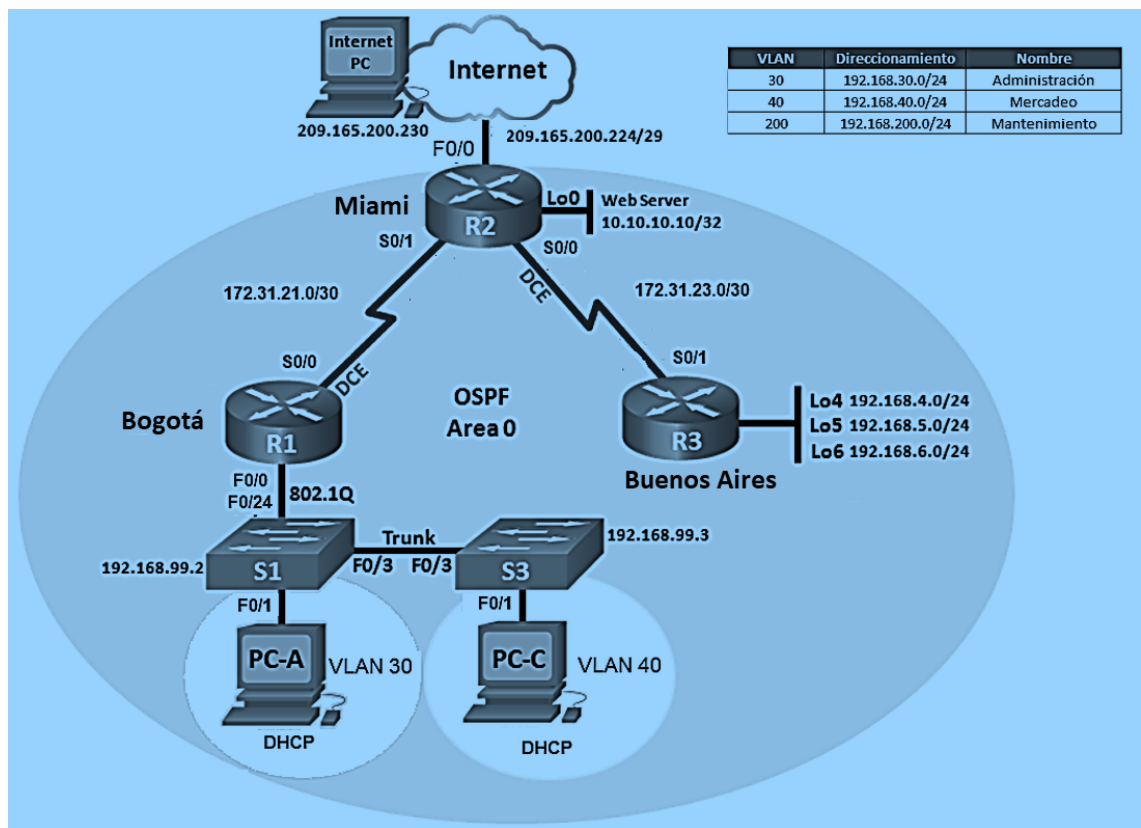 Internet
PC
Internet
209.165.200.230
209.165.200.224/29
F0/0
VLAN Direccionamiento Nombre
30 192.168.30.0/24 Administración
40 192.168.40.0/24 Mercadeo
200 192.168.200.0/24 Mantenimiento
Miami
R2
Lo0
Web Server
10.10.10.10/32
S0/1
S0/0
DCE
172.31.21.0/30
172.31.23.0/30
S0/0
DCE
S0/1
OSPF
Area 0
Bogotá
R1
R3
Buenos Aires
Lo4 192.168.4.0/24
Lo5 192.168.5.0/24
Lo6 192.168.6.0/24
F0/0
F0/24
802.1Q
Trunk
192.168.99.3
192.168.99.2
S1
F0/3 F0/3
S3
F0/1
F0/1
PC-A
VLAN 30
PC-C
VLAN 40
DHCP
DHCP